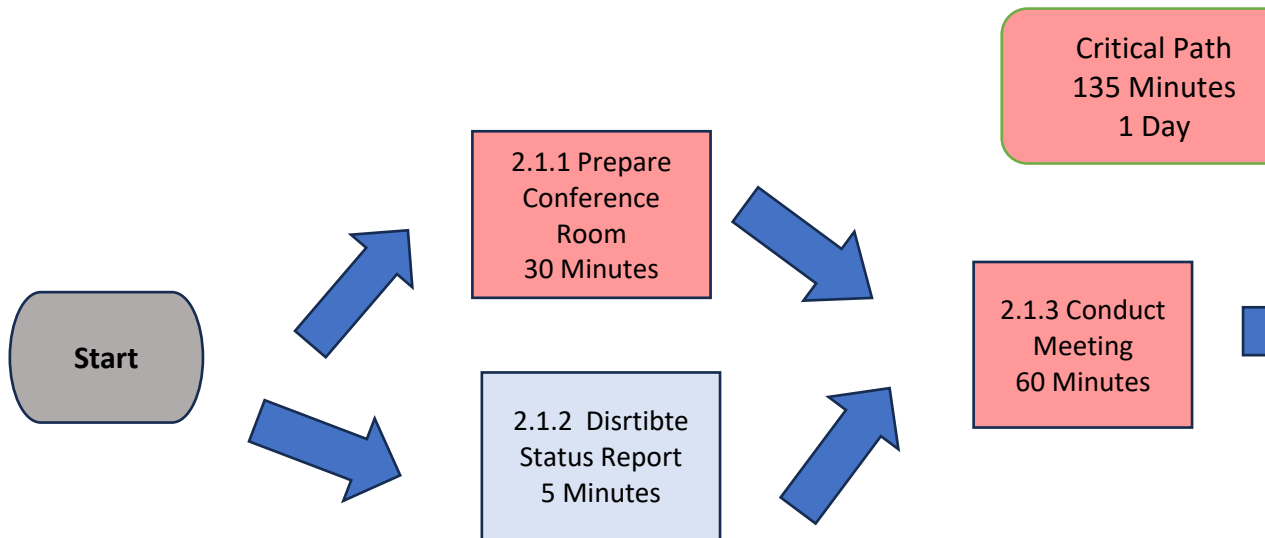 Critical Path
135 Minutes
1 Day
2.1.1 Prepare
Conference
Room
30 Minutes
Start
2.1.3 Conduct
Meeting
60 Minutes
2.1.2 Disrtibte
Status Report
5 Minutes